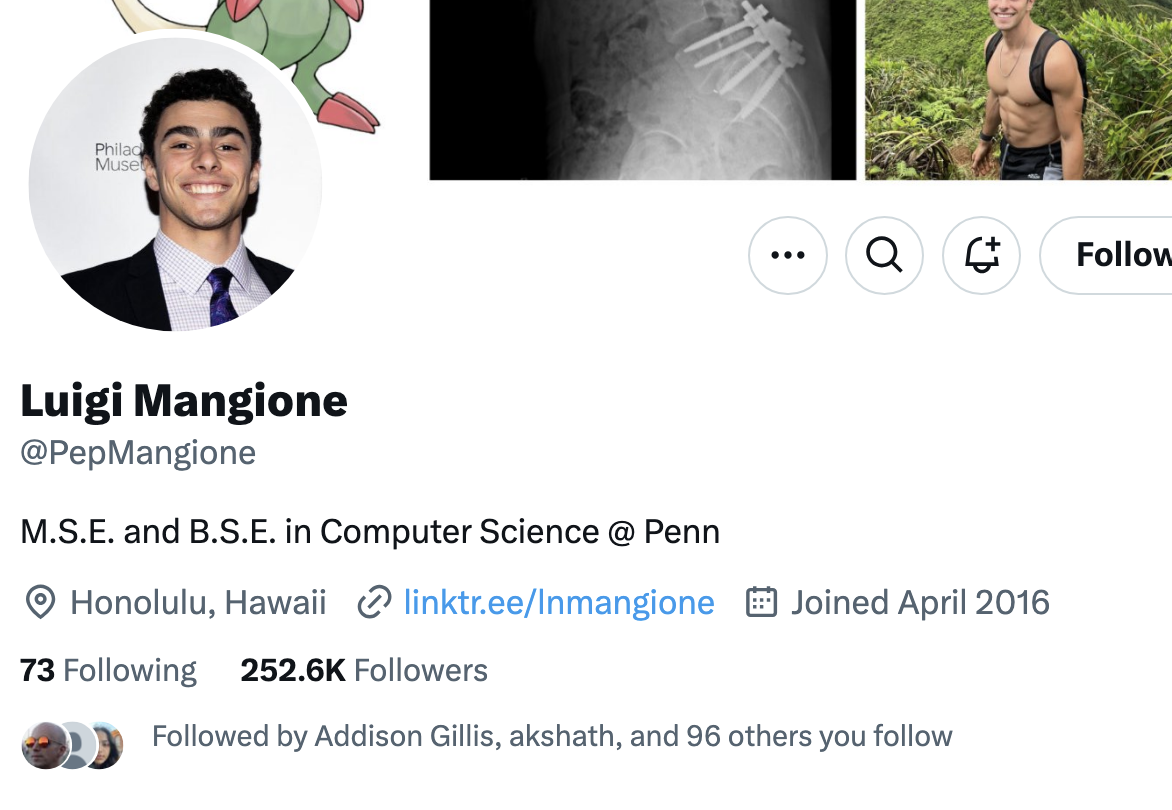 Philad
Museu
Follow
Luigi Mangione
@PepMangione
M.S.E. and B.S.E. in Computer Science @ Penn
Honolulu, Hawaii linktr.ee/lnmangione Joined April 2016
73 Following 252.6K Followers
Followed by Addison Gillis, akshath, and 96 others you follow